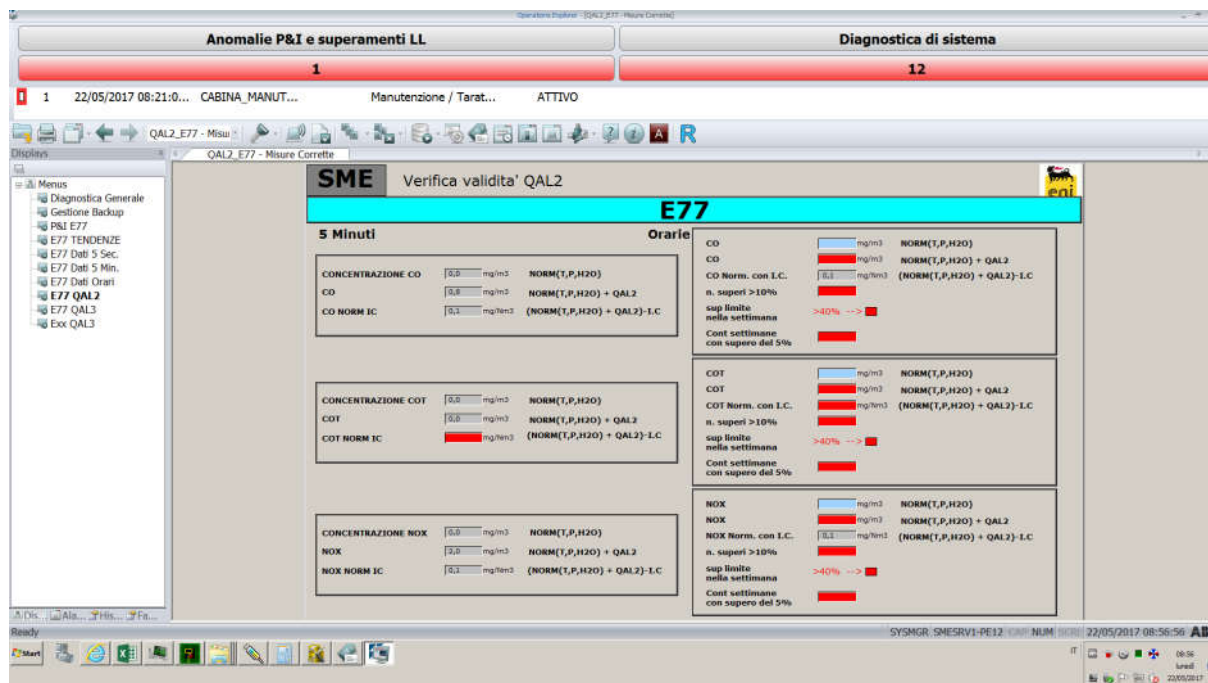 Operations Explorer - [QAL2_E77 - Misure Corrette]
Anomalie P&I e superamenti LL
Diagnostica di sistema
1
12
1 22/05/2017 08:21:0... CABINA_MANUT... Manutenzione / Tarat... ATTIVO
QAL2_E77 - Misu
A R
Displays
QAL2_E77 - Misure Corrette
Menus
Diagnostica Generale
Gestione Backup
P&I E77
E77 TENDENZE
E77 Dati 5 Sec.
E77 Dati 5 Min.
E77 Dati Orari
E77 QAL2
E77 QAL3
Exx QAL3
SME Verifica validita' QAL2
eni
E77
5 Minuti
Orarie
CONCENTRAZIONE CO 0,0 mg/m3 NORM(T,P,H2O)
CO mg/m3 NORM(T,P,H2O) + QAL2
CO NORM IC 0,1 mg/Nm3 (NORM(T,P,H2O) + QAL2)-I.C
CO mg/m3 NORM(T,P,H2O)
CO mg/m3 NORM(T,P,H2O) + QAL2
CO Norm. con I.C. 0,1 mg/Nm3 (NORM(T,P,H2O) + QAL2)-I.C
n. superi >10%
sup limite
nella settimana >40% -->
Cont settimane
con supero del 5%
CONCENTRAZIONE COT 0,0 mg/m3 NORM(T,P,H2O)
COT 0,0 mg/m3 NORM(T,P,H2O) + QAL2
COT NORM IC mg/Nm3 (NORM(T,P,H2O) + QAL2)-I.C
COT mg/m3 NORM(T,P,H2O)
COT mg/m3 NORM(T,P,H2O) + QAL2
COT Norm. con I.C. mg/Nm3 (NORM(T,P,H2O) + QAL2)-I.C
n. superi >10%
sup limite
nella settimana >40% -->
Cont settimane
con supero del 5%
CONCENTRAZIONE NOX 0,0 mg/m3 NORM(T,P,H2O)
NOX mg/m3 NORM(T,P,H2O) + QAL2
NOX NORM IC 0,1 mg/Nm3 (NORM(T,P,H2O) + QAL2)-I.C
NOX mg/m3 NORM(T,P,H2O)
NOX mg/m3 NORM(T,P,H2O) + QAL2
NOX Norm. con I.C. 0,1 mg/Nm3 (NORM(T,P,H2O) + QAL2)-I.C
n. superi >10%
sup limite
nella settimana >40% -->
Cont settimane
con supero del 5%
Dis... Ala... His... Fa...
Ready
SYSMGR SMESRV1-PE12 CAP NUM SCRL 22/05/2017 08:56:56
Start
IT
08:56
lunedì
22/05/2017